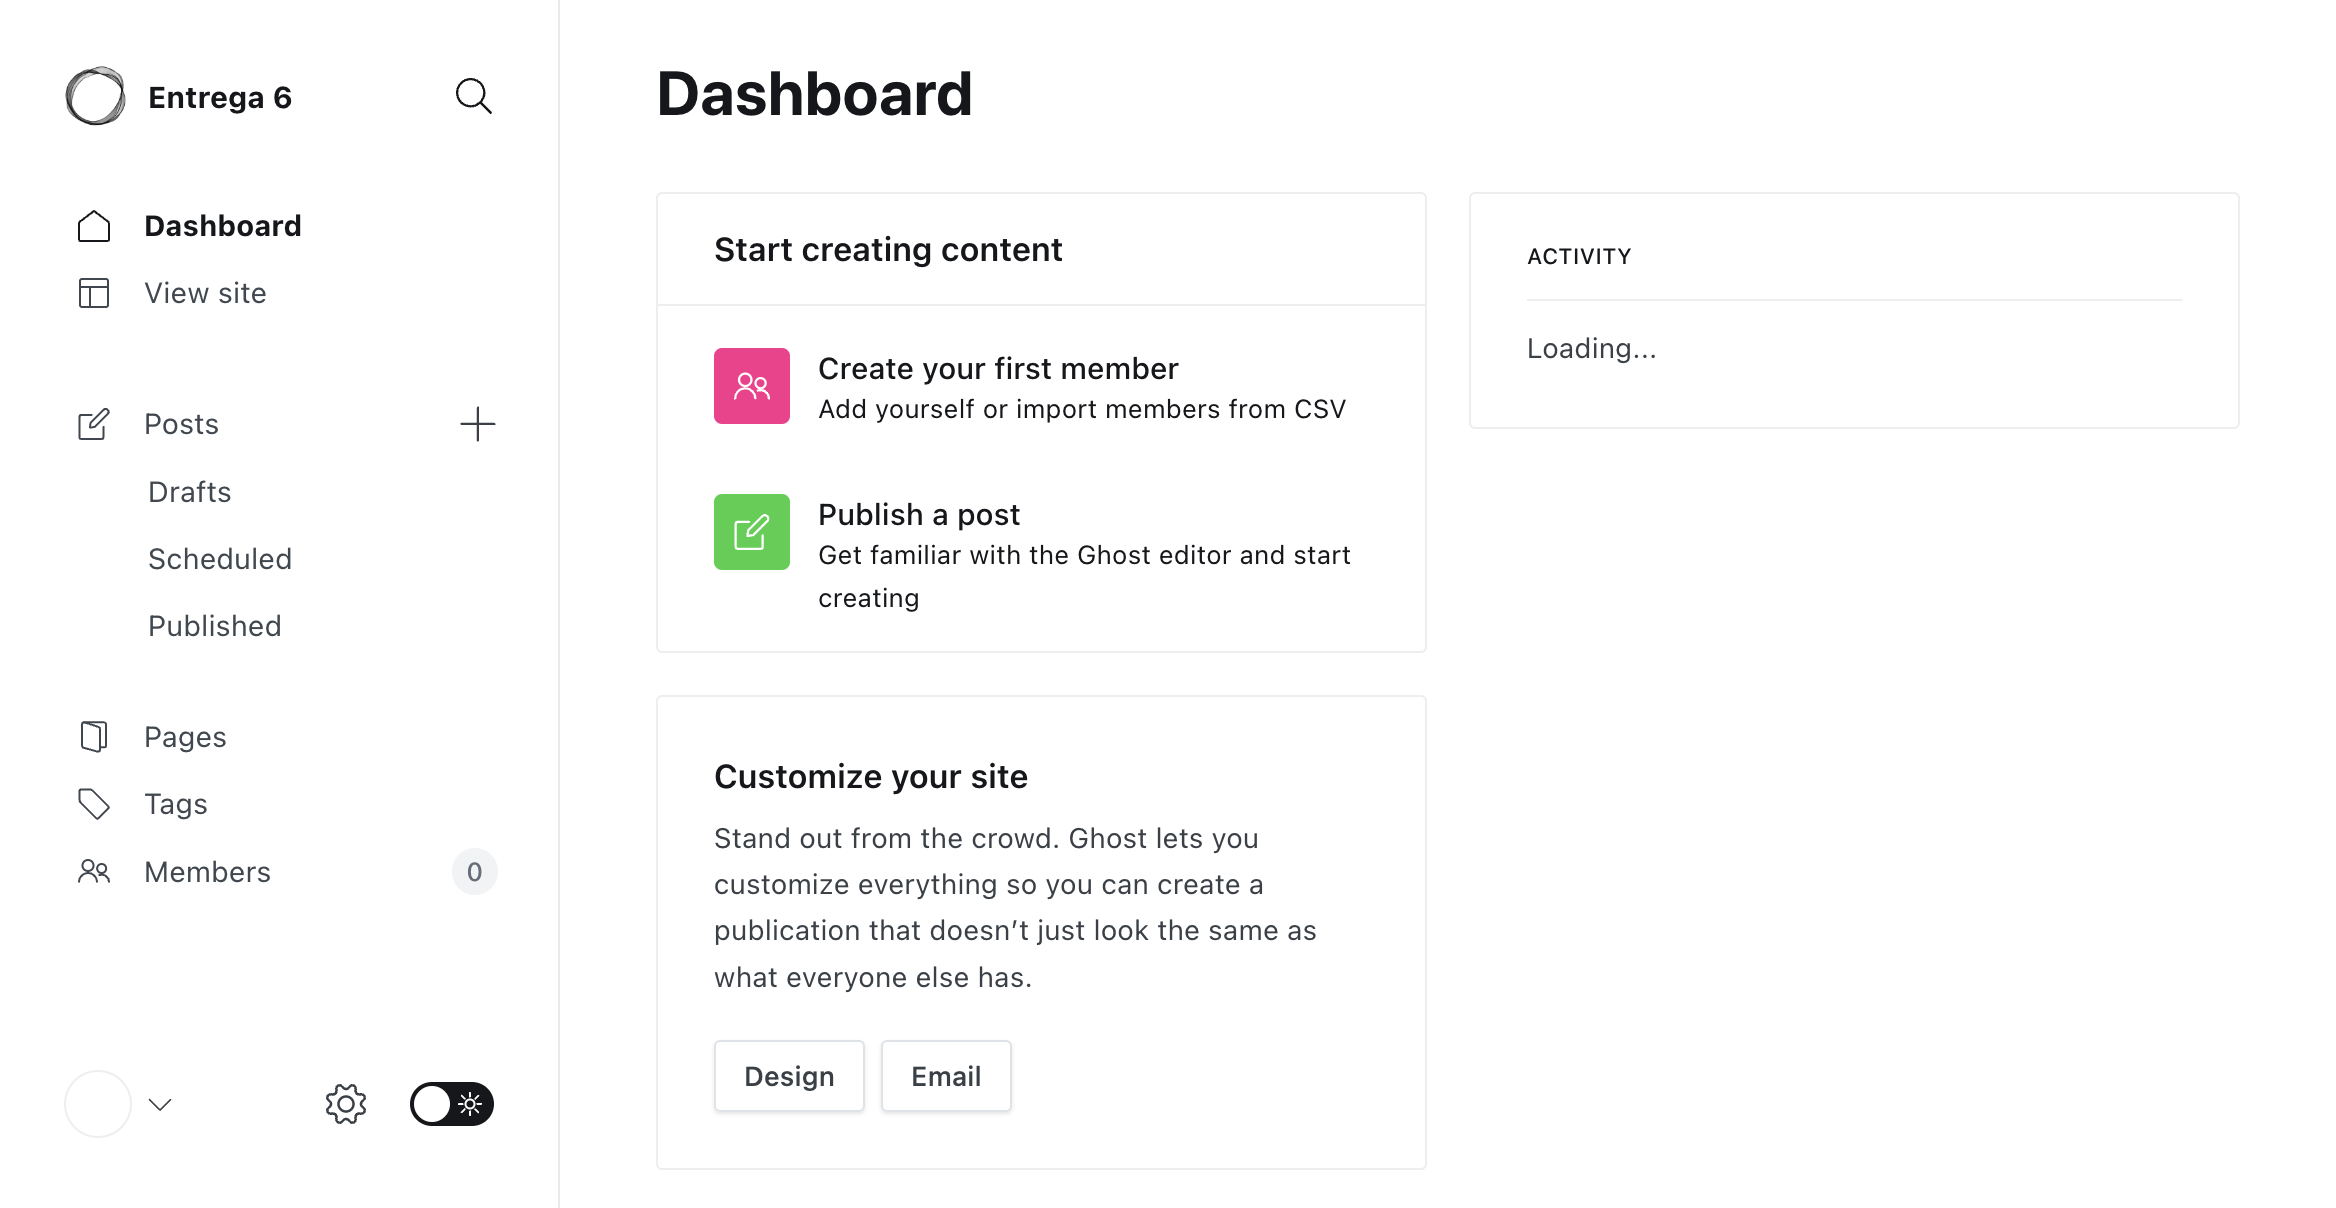 Entrega 6
Dashboard
View site
Posts
Drafts
Scheduled
Published
Pages
Tags
Members
0
Dashboard
Start creating content
Create your first member
Add yourself or import members from CSV
Publish a post
Get familiar with the Ghost editor and start
creating
Customize your site
Stand out from the crowd. Ghost lets you
customize everything so you can create a
publication that doesn’t just look the same as
what everyone else has.
Design
Email
ACTIVITY
Loading...